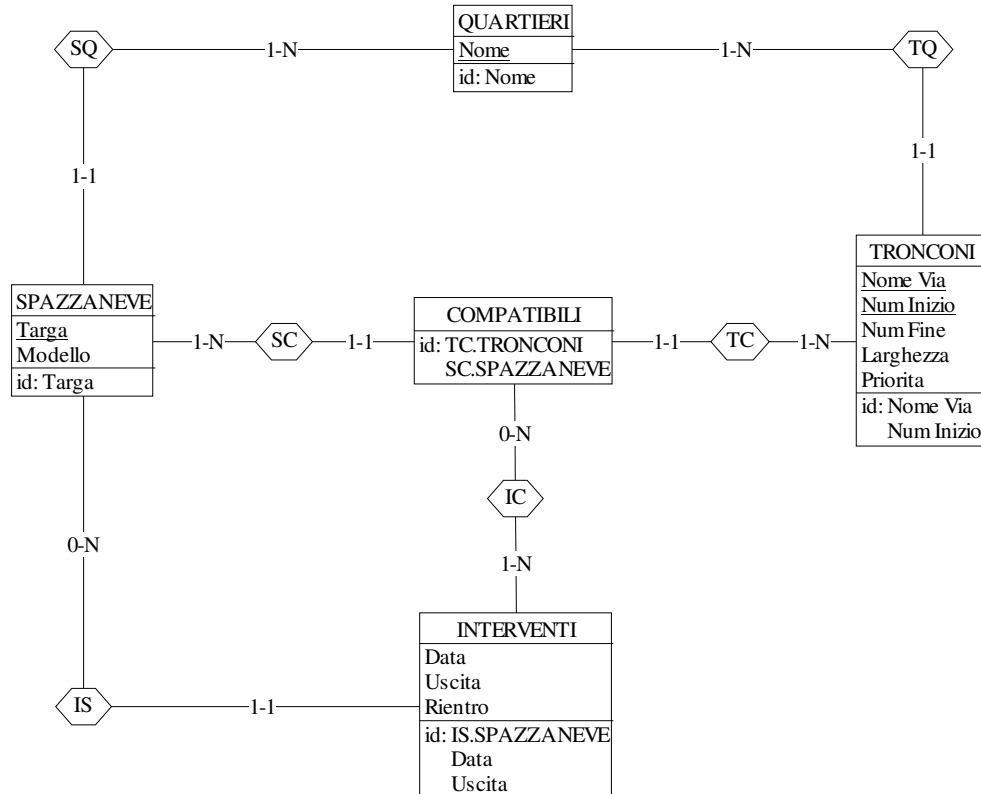 QUARTIERI
SQ
1-N
Nome
1-N
TQ
id: Nome
1-1
1-1
TRONCONI
Nome Via
Num Inizio
Num Fine
Larghezza
Priorita
id: Nome Via
Num Inizio
SPAZZANEVE
Targa
Modello
id: Targa
1-N
SC
1-1
COMPATIBILI
id: TC.TRONCONI
SC.SPAZZANEVE
1-1
TC
1-N
0-N
IC
1-N
0-N
IS
1-1
INTERVENTI
Data
Uscita
Rientro
id: IS.SPAZZANEVE
Data
Uscita